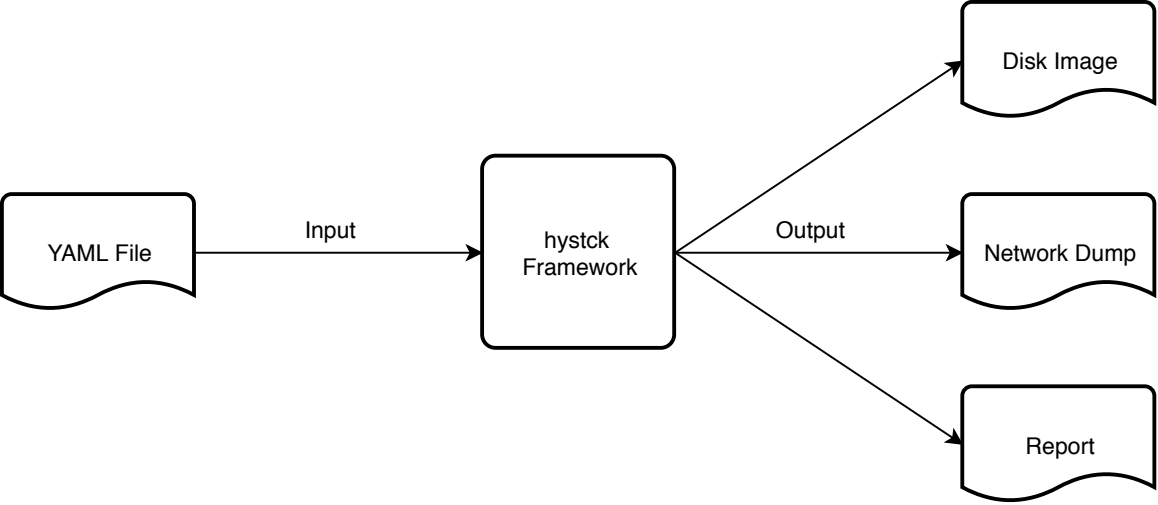 YAML File
Input
hystck
Framework
Output
Disk Image
Network Dump
Report